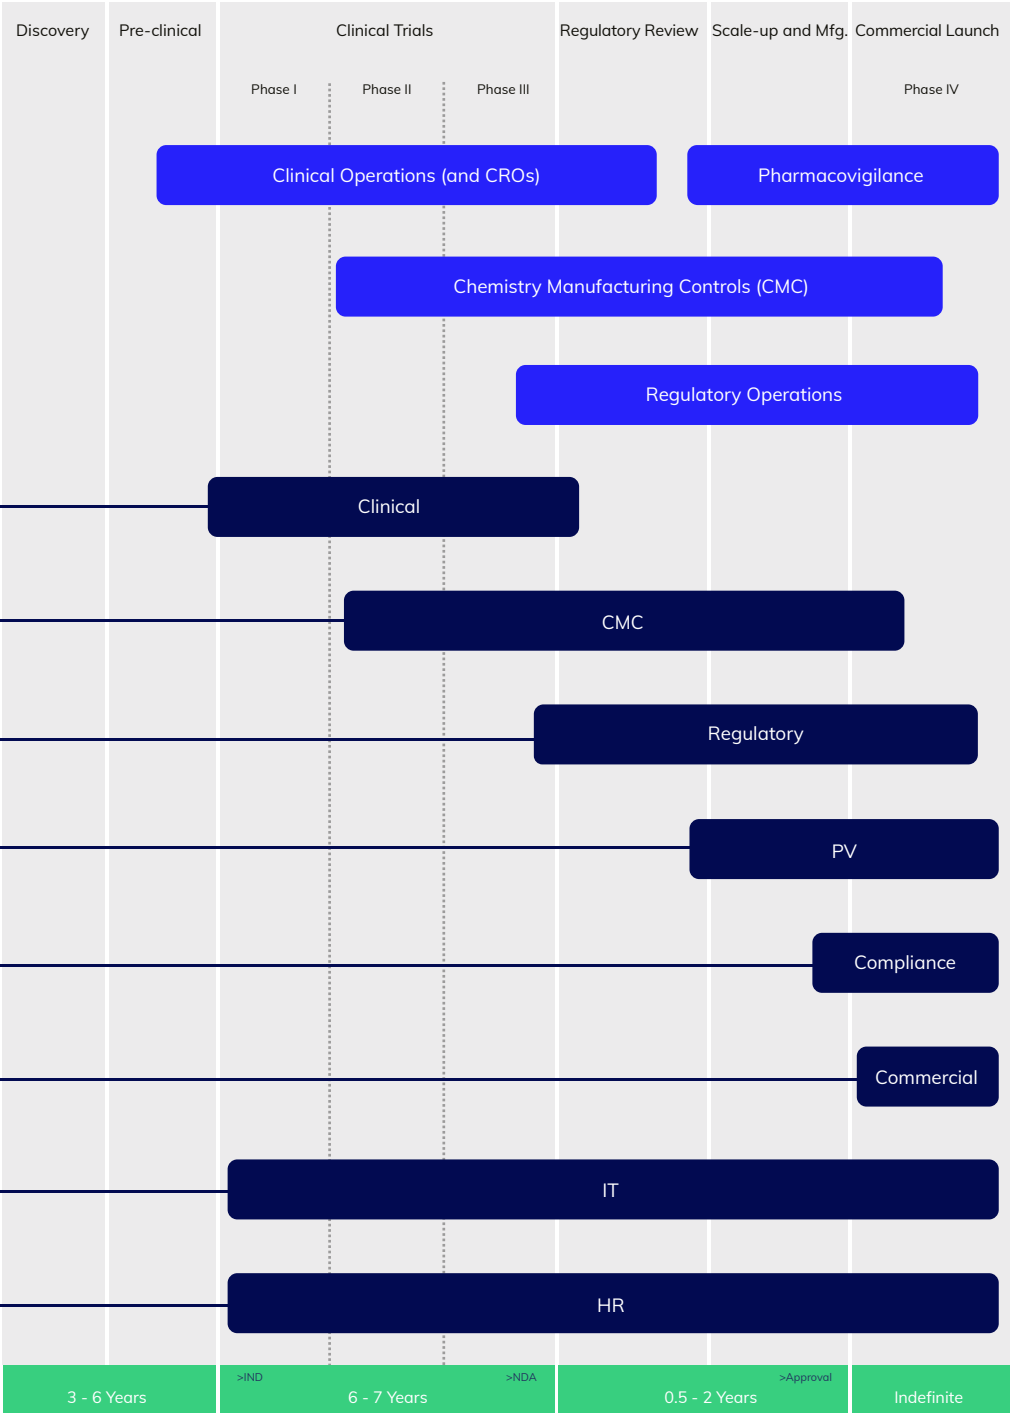 Discovery
Pre-clinical
Clinical Trials
Regulatory Review
Scale-up and Mfg.
Commercial Launch
Phase I
Phase II
Phase III
Phase IV
Clinical Operations (and CROs)
Pharmacovigilance
Chemistry Manufacturing Controls (CMC)
Regulatory Operations
Clinical
CMC
Regulatory
PV
Compliance
Commercial
IT
HR
>IND
>NDA
>Approval
3 - 6 Years
6 - 7 Years
0.5 - 2 Years
Indefinite